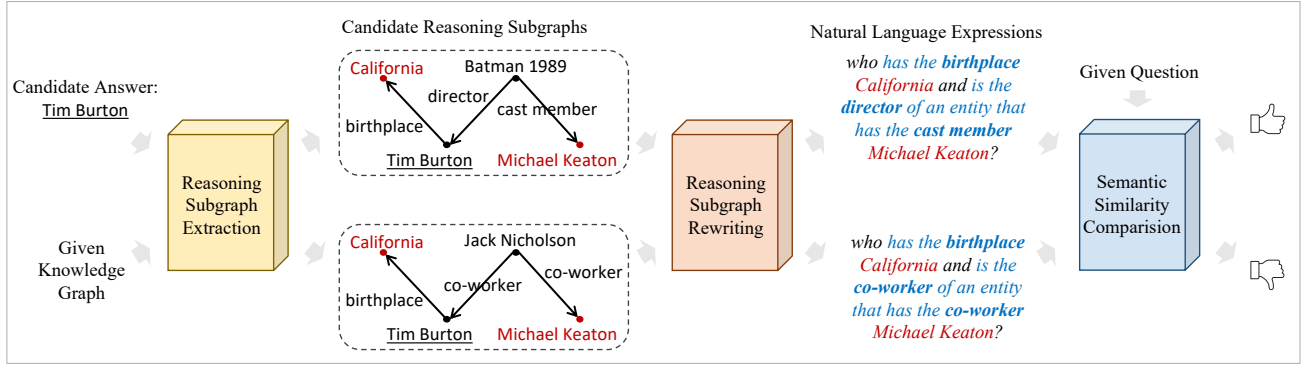 Candidate Answer:
Tim Burton
Given
Knowledge
Graph
Reasoning
Subgraph
Extraction
Candidate Reasoning Subgraphs
California
Batman 1989
director
cast member
birthplace
Tim Burton
Michael Keaton
California
Jack Nicholson
co-worker
co-worker
birthplace
Tim Burton
Michael Keaton
Reasoning
Subgraph
Rewriting
Natural Language Expressions
who has the birthplace
California and is the
director of an entity that
has the cast member
Michael Keaton?
who has the birthplace
California and is the
co-worker of an entity
that has the co-worker
Michael Keaton?
Given Question
Semantic
Similarity
Comparision